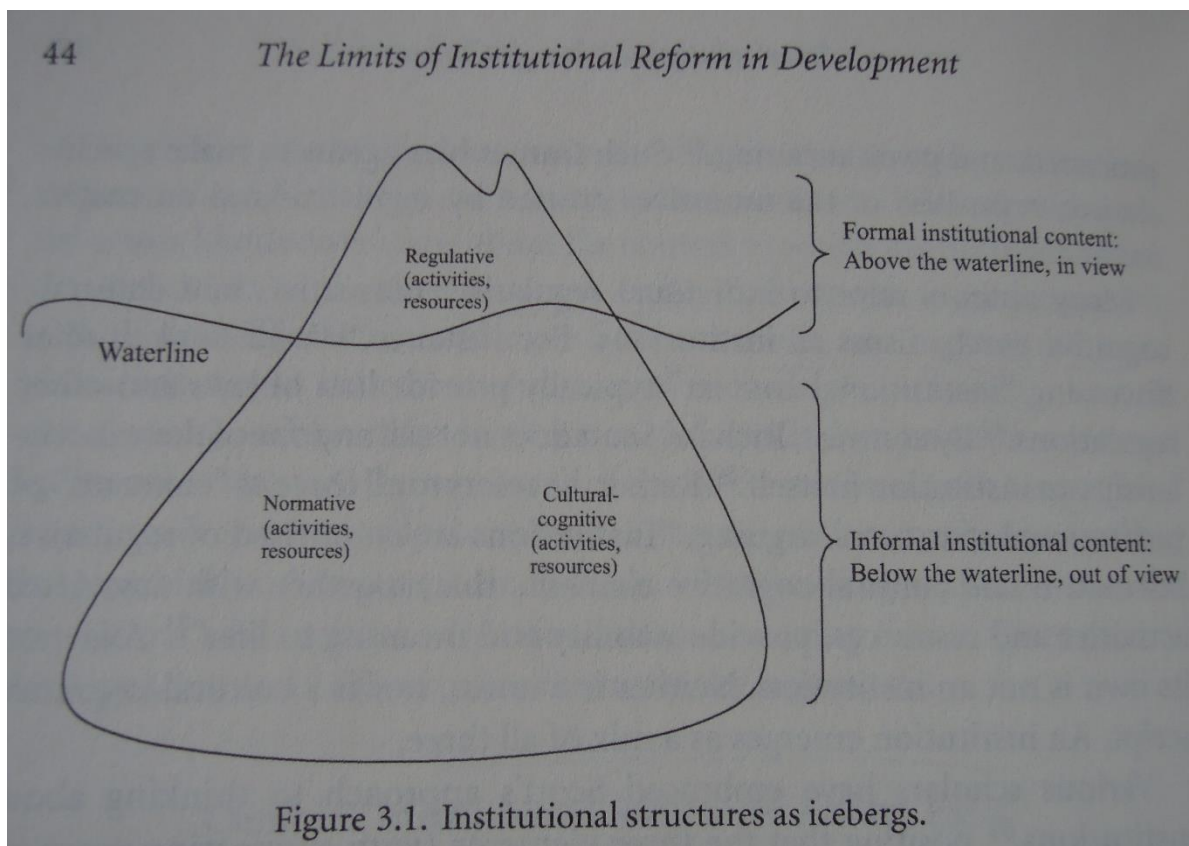 44
The Limits of Institutional Reform in Development
Regulative
(activities,
resources)
Formal institutional content:
Above the waterline, in view
Waterline
Normative
(activities,
resources)
Cultural-
cognitive
(activities,
resources)
Informal institutional content:
Below the waterline, out of view
Figure 3.1. Institutional structures as icebergs.